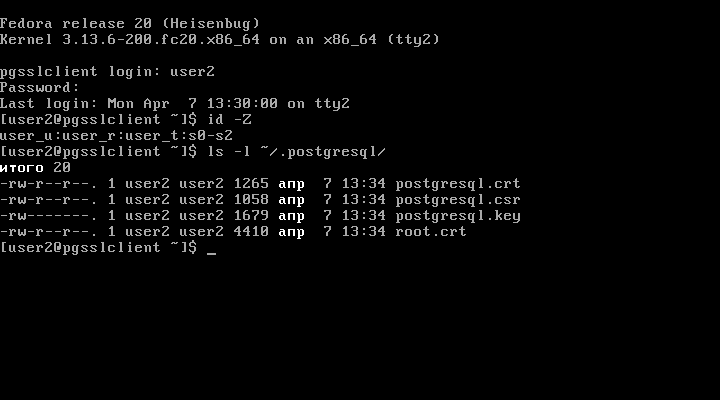 Fedora release 20 (Heisenbug)
Kernel 3.13.6-200.fc20.x86_64 on an x86_64 (tty2)
pgsslclient login: user2
Password:
Last login: Mon Apr  7 13:30:00 on tty2
[user2@pgsslclient ~]$ id -Z
user_u:user_r:user_t:s0-s2
[user2@pgsslclient ~]$ ls -l ~/.postgresql/
итого 20
-rw-r--r--. 1 user2 user2 1265 апр  7 13:34 postgresql.crt
-rw-r--r--. 1 user2 user2 1058 апр  7 13:34 postgresql.csr
-rw-------. 1 user2 user2 1679 апр  7 13:34 postgresql.key
-rw-r--r--. 1 user2 user2 4410 апр  7 13:34 root.crt
[user2@pgsslclient ~]$ _